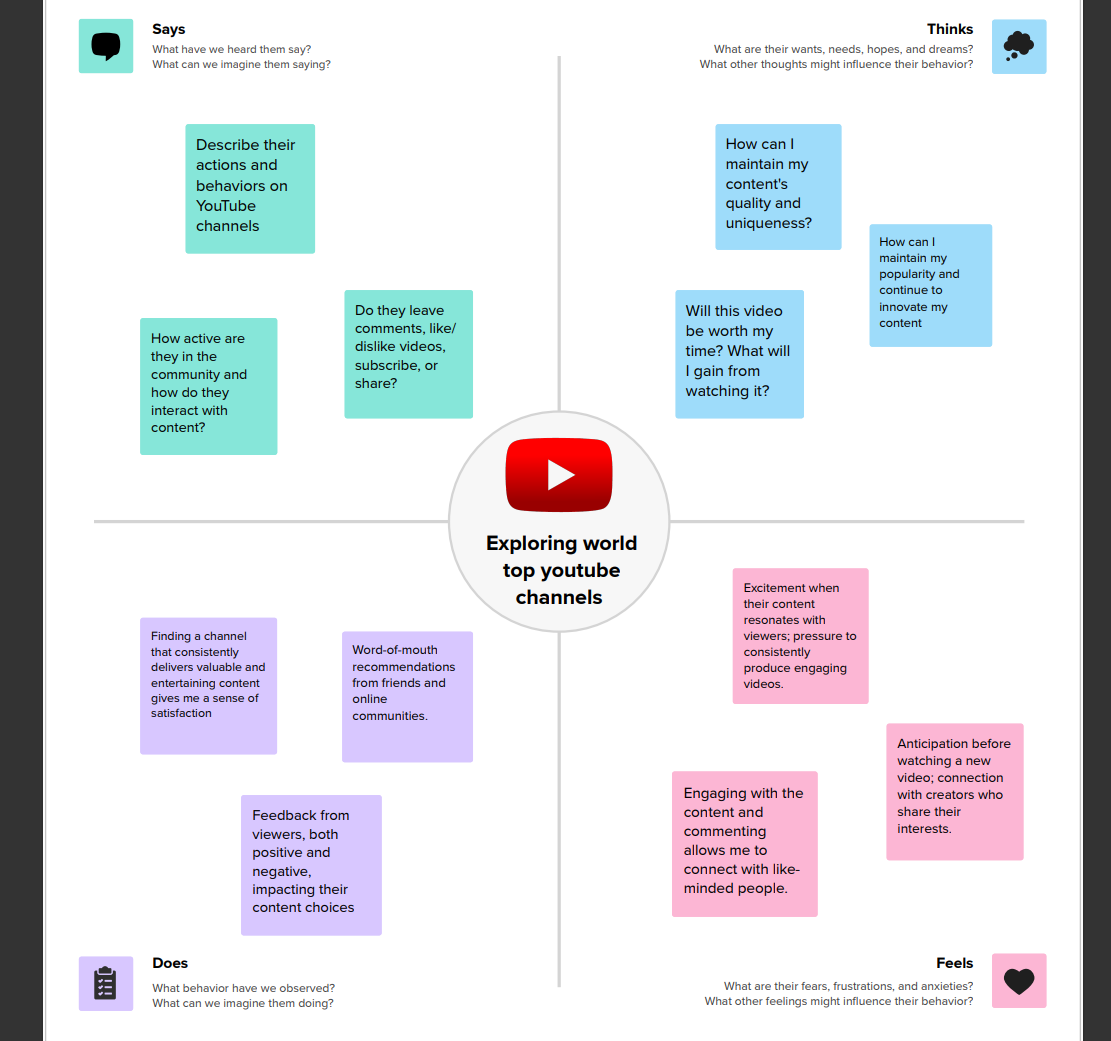 Says
What have we heard them say?
What can we imagine them saying?
Thinks
What are their wants, needs, hopes, and dreams?
What other thoughts might influence their behavior?
Describe their
actions and
behaviors on
YouTube
channels
How active are
they in the
community and
how do they
interact with
content?
Do they leave
comments, like/
dislike videos,
subscribe, or
share?
How can I
maintain my
content's
quality and
uniqueness?
How can I
maintain my
popularity and
continue to
innovate my
content
Will this video
be worth my
time? What will
I gain from
watching it?
Exploring world
top youtube
channels
Finding a channel
that consistently
delivers valuable and
entertaining content
gives me a sense of
satisfaction
Word-of-mouth
recommendations
from friends and
online
communities.
Feedback from
viewers, both
positive and
negative,
impacting their
content choices
Excitement when
their content
resonates with
viewers; pressure to
consistently
produce engaging
videos.
Anticipation before
watching a new
video; connection
with creators who
share their
interests.
Engaging with the
content and
commenting
allows me to
connect with like-
minded people.
Does
What behavior have we observed?
What can we imagine them doing?
Feels
What are their fears, frustrations, and anxieties?
What other feelings might influence their behavior?